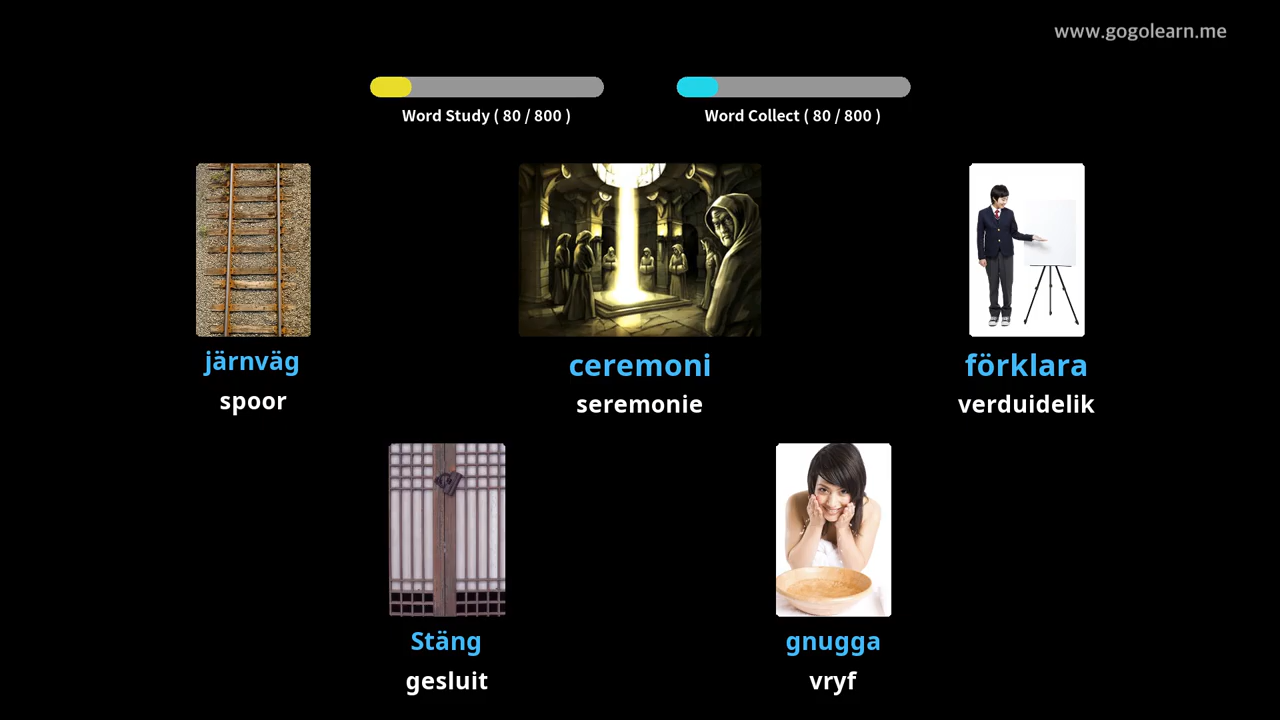 www.gogolearn.me
Word Study ( 80 / 800 )
Word Collect ( 80 / 800 )
järnväg
ceremoni
förklara
spoor
seremonie
verduidelik
Stäng
gnugga
gesluit
vryf